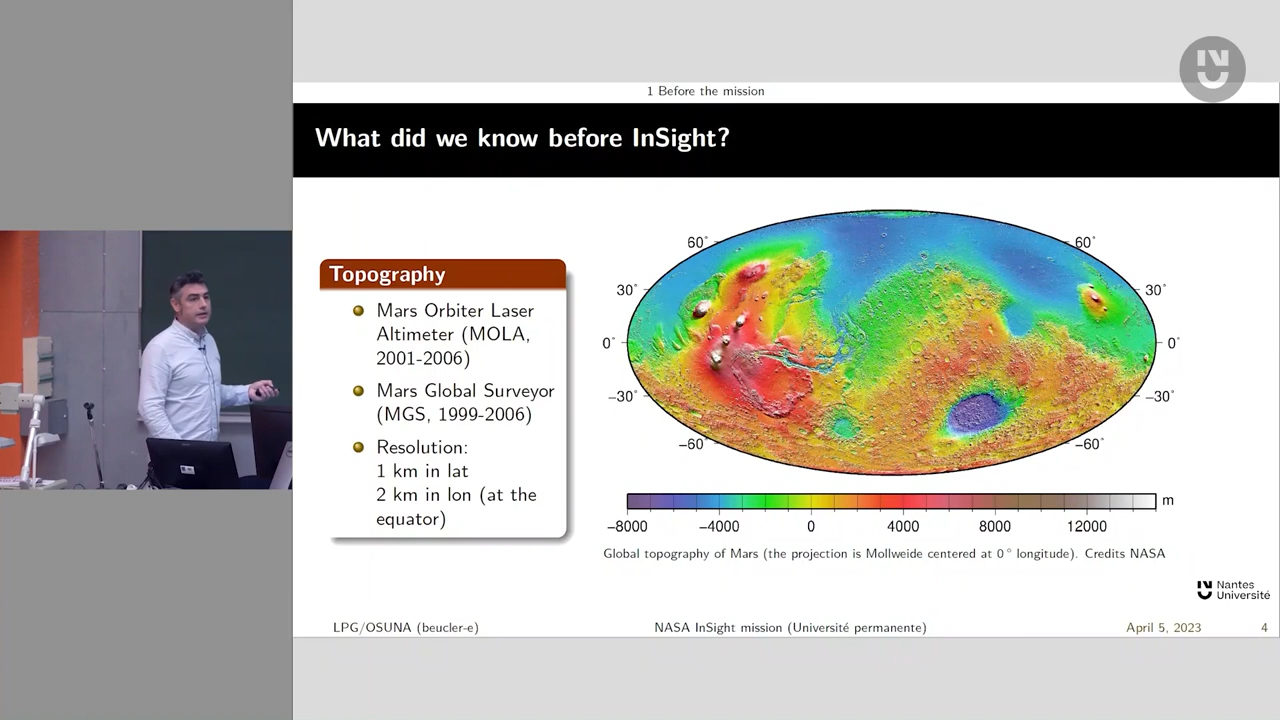 1 Before the mission
What did we know before InSight?
Topography
Mars Orbiter Laser
Altimeter (MOLA,
2001-2006)
Mars Global Surveyor
(MGS, 1999-2006)
Resolution:
1 km in lat
2 km in lon (at the
equator)
60° 60°
30° 30°
0° 0°
−30° −30°
−60° −60°
m
−8000 −4000 0 4000 8000 12000
Global topography of Mars (the projection is Mollweide centered at 0° longitude). Credits NASA
Nantes
Université
LPG/OSUNA (beucler-e) NASA InSight mission (Université permanente) April 5, 2023 4